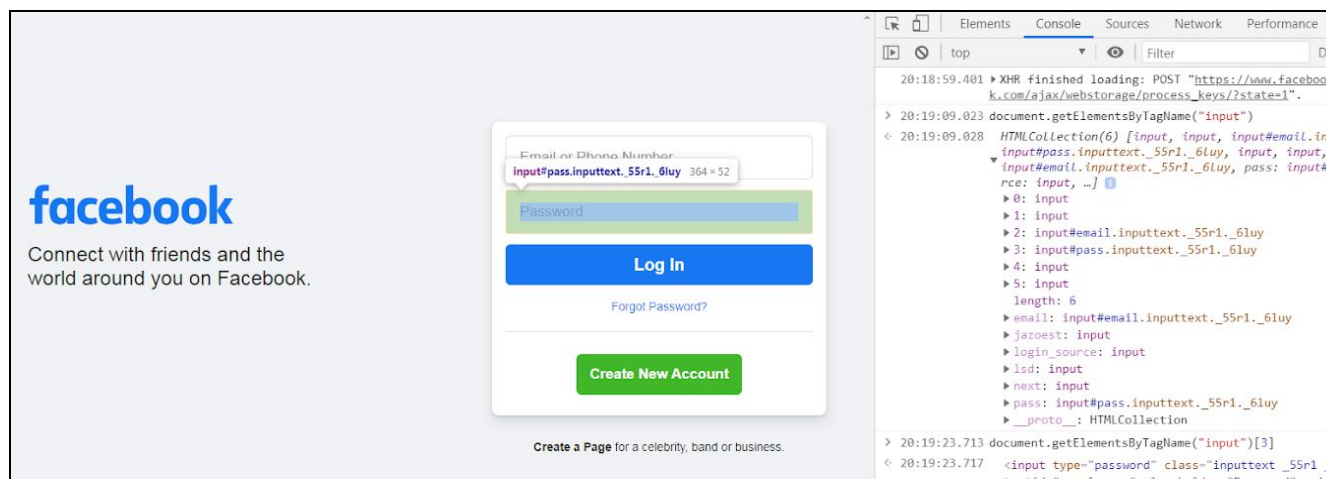 facebook
Connect with friends and the
world around you on Facebook.
Email or Phone Number
input#pass.inputtext._55r1._6luy 364 × 52
Password
Log In
Forgot Password?
Create New Account
Create a Page for a celebrity, band or business.
Elements Console Sources Network Performance
top Filter
20:18:59.401 XHR finished loading: POST "https://www.faceboo
k.com/ajax/webstorage/process_keys/?state=1".
> 20:19:09.023 document.getElementsByTagName("input")
20:19:09.028 HTMLCollection(6) [input, input, input#email.in
input#pass.inputtext._55r1._6luy, input, input,
input#email.inputtext._55r1._6luy, pass: input#
rce: input, …]
0: input
1: input
2: input#email.inputtext._55r1._6luy
3: input#pass.inputtext._55r1._6luy
4: input
5: input
length: 6
email: input#email.inputtext._55r1._6luy
jazoest: input
login_source: input
lsd: input
next: input
pass: input#pass.inputtext._55r1._6luy
__proto__: HTMLCollection
> 20:19:23.713 document.getElementsByTagName("input")[3]
20:19:23.717 <input type="password" class="inputtext _55r1